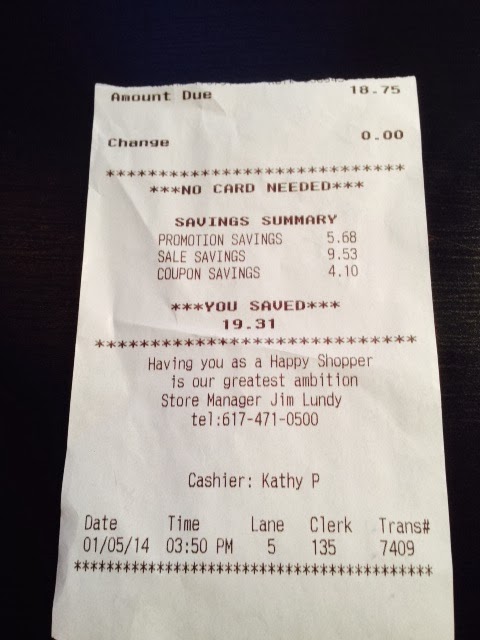 Amount Due 18.75
Change 0.00
******************************
***NO CARD NEEDED***
SAVINGS SUMMARY
PROMOTION SAVINGS 5.68
SALE SAVINGS 9.53
COUPON SAVINGS 4.10
***YOU SAVED***
19.31
******************************
Having you as a Happy Shopper
is our greatest ambition
Store Manager Jim Lundy
tel:617-471-0500
Cashier: Kathy P
Date Time Lane Clerk Trans#
01/05/14 03:50 PM 5 135 7409
****************************************